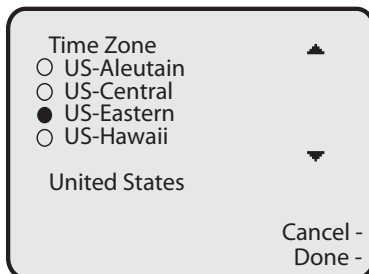 Time Zone
US-Aleutain
US-Central
US-Eastern
US-Hawaii
United States
Cancel -
Done -